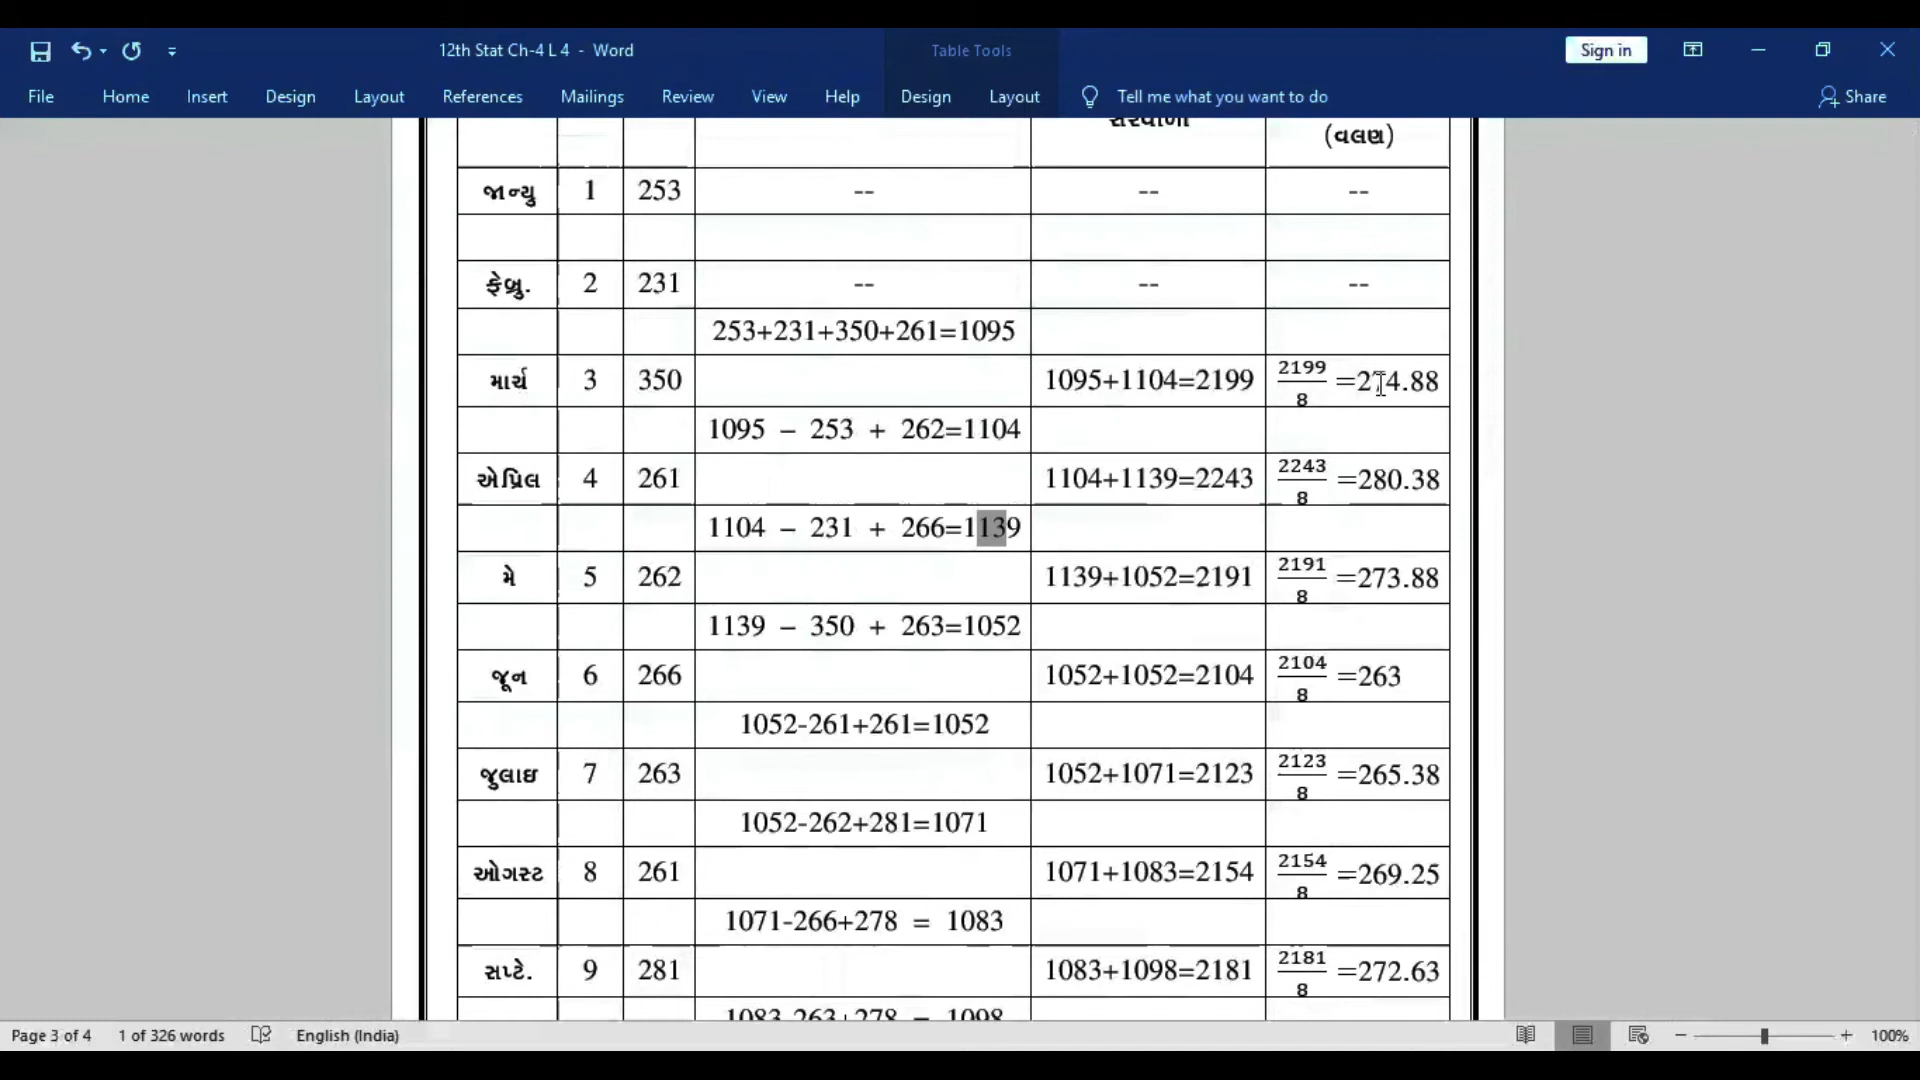 12th Stat Ch-4 L 4 - Word
Table Tools
Sign in
File Home Insert Design Layout References Mailings Review View Help Design Layout Tell me what you want to do Share
સરવાળો
(વલણ)
જાન્યુ 1 253 -- -- --
ફેબ્રુ. 2 231 -- -- --
253+231+350+261=1095
માર્ચ 3 350 1095+1104=2199 2199/8 =274.88
1095 – 253 + 262=1104
એપ્રિલ 4 261 1104+1139=2243 2243/8 =280.38
1104 – 231 + 266=1139
મે 5 262 1139+1052=2191 2191/8 =273.88
1139 – 350 + 263=1052
જૂન 6 266 1052+1052=2104 2104/8 =263
1052-261+261=1052
જુલાઇ 7 263 1052+1071=2123 2123/8 =265.38
1052-262+281=1071
ઓગસ્ટ 8 261 1071+1083=2154 2154/8 =269.25
1071-266+278 = 1083
સપ્ટે. 9 281 1083+1098=2181 2181/8 =272.63
1083-263+278 = 1098
Page 3 of 4 1 of 326 words English (India) 100%